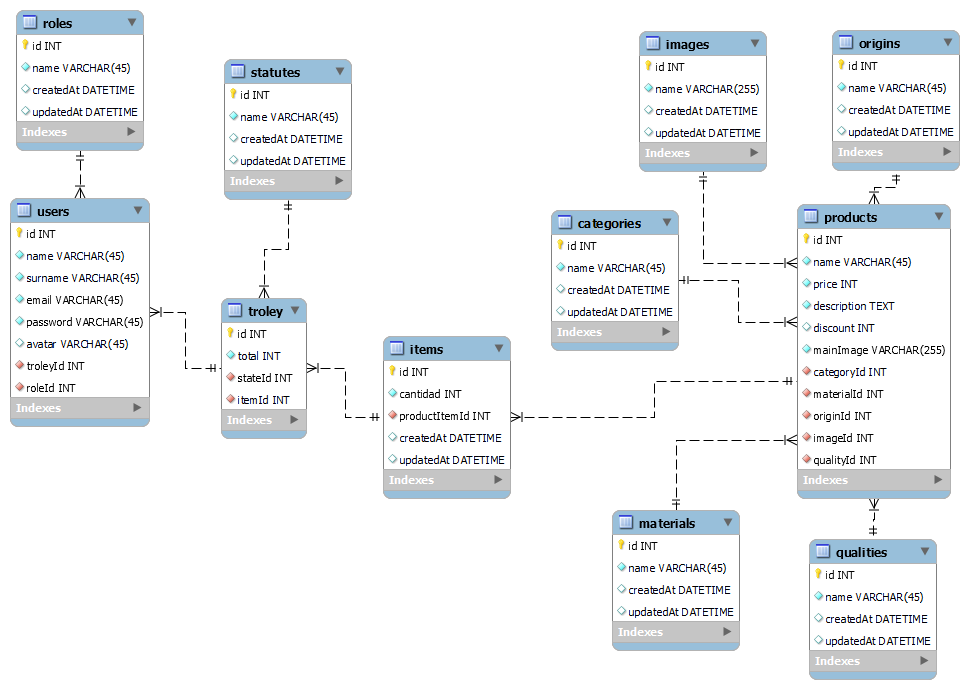 roles
id INT
name VARCHAR(45)
createdAt DATETIME
updatedAt DATETIME
Indexes
statutes
id INT
name VARCHAR(45)
createdAt DATETIME
updatedAt DATETIME
Indexes
images
id INT
name VARCHAR(255)
createdAt DATETIME
updatedAt DATETIME
Indexes
origins
id INT
name VARCHAR(45)
createdAt DATETIME
updatedAt DATETIME
Indexes
users
id INT
name VARCHAR(45)
surname VARCHAR(45)
email VARCHAR(45)
password VARCHAR(45)
avatar VARCHAR(45)
troleyId INT
roleId INT
Indexes
troley
id INT
total INT
stateId INT
itemId INT
Indexes
items
id INT
cantidad INT
productItemId INT
createdAt DATETIME
updatedAt DATETIME
Indexes
categories
id INT
name VARCHAR(45)
createdAt DATETIME
updatedAt DATETIME
Indexes
products
id INT
name VARCHAR(45)
price INT
description TEXT
discount INT
mainImage VARCHAR(255)
categoryId INT
materialId INT
originId INT
imageId INT
qualityId INT
Indexes
materials
id INT
name VARCHAR(45)
createdAt DATETIME
updatedAt DATETIME
Indexes
qualities
id INT
name VARCHAR(45)
createdAt DATETIME
updatedAt DATETIME
Indexes